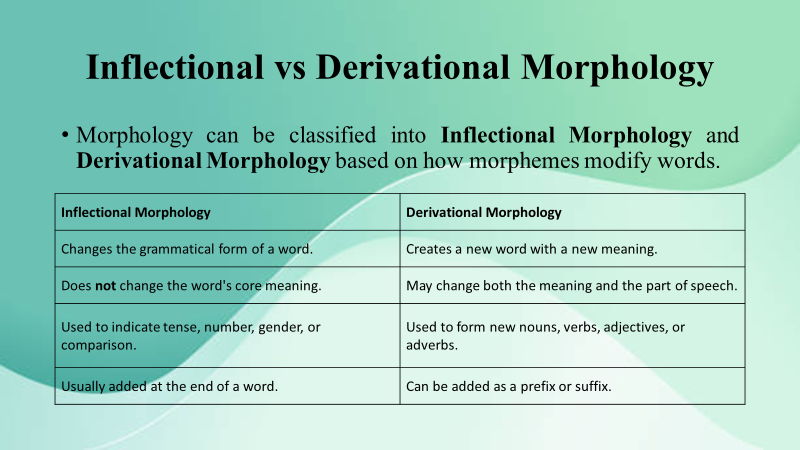 Inflectional vs Derivational Morphology
• Morphology can be classified into Inflectional Morphology and
Derivational Morphology based on how morphemes modify words.
Inflectional Morphology
Derivational Morphology
Changes the grammatical form of a word.
Creates a new word with a new meaning.
Does not change the word's core meaning.
May change both the meaning and the part of speech.
Used to indicate tense, number, gender, or
comparison.
Used to form new nouns, verbs, adjectives, or
adverbs.
Usually added at the end of a word.
Can be added as a prefix or suffix.